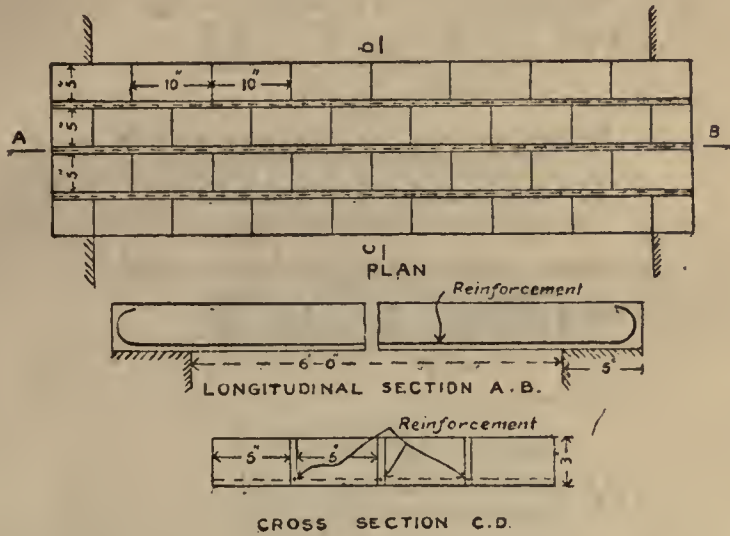 D
5"
10" 10"
5"
A B
5"
C
PLAN
Reinforcement
6'-0"
5"
LONGITUDINAL SECTION A.B.
Reinforcement
5" 5" 3"
CROSS SECTION C.D.